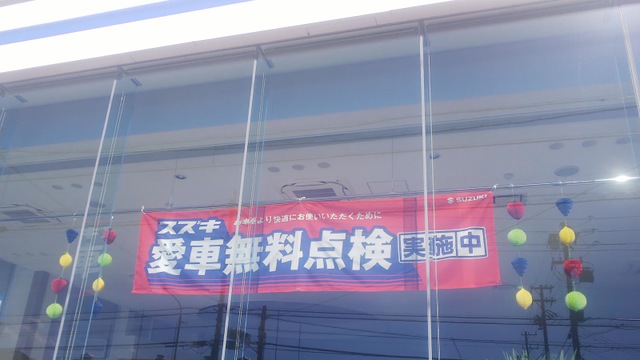 お車をより快適にお使いいただくために
SUZUKI
スズキ
愛車無料点検 実施中